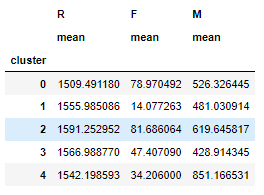 R F M
mean mean mean
cluster
0 1509.491180 78.970492 526.326445
1 1555.985086 14.077263 481.030914
2 1591.252952 81.686064 619.645817
3 1566.988770 47.407090 428.914345
4 1542.198593 34.206000 851.166531